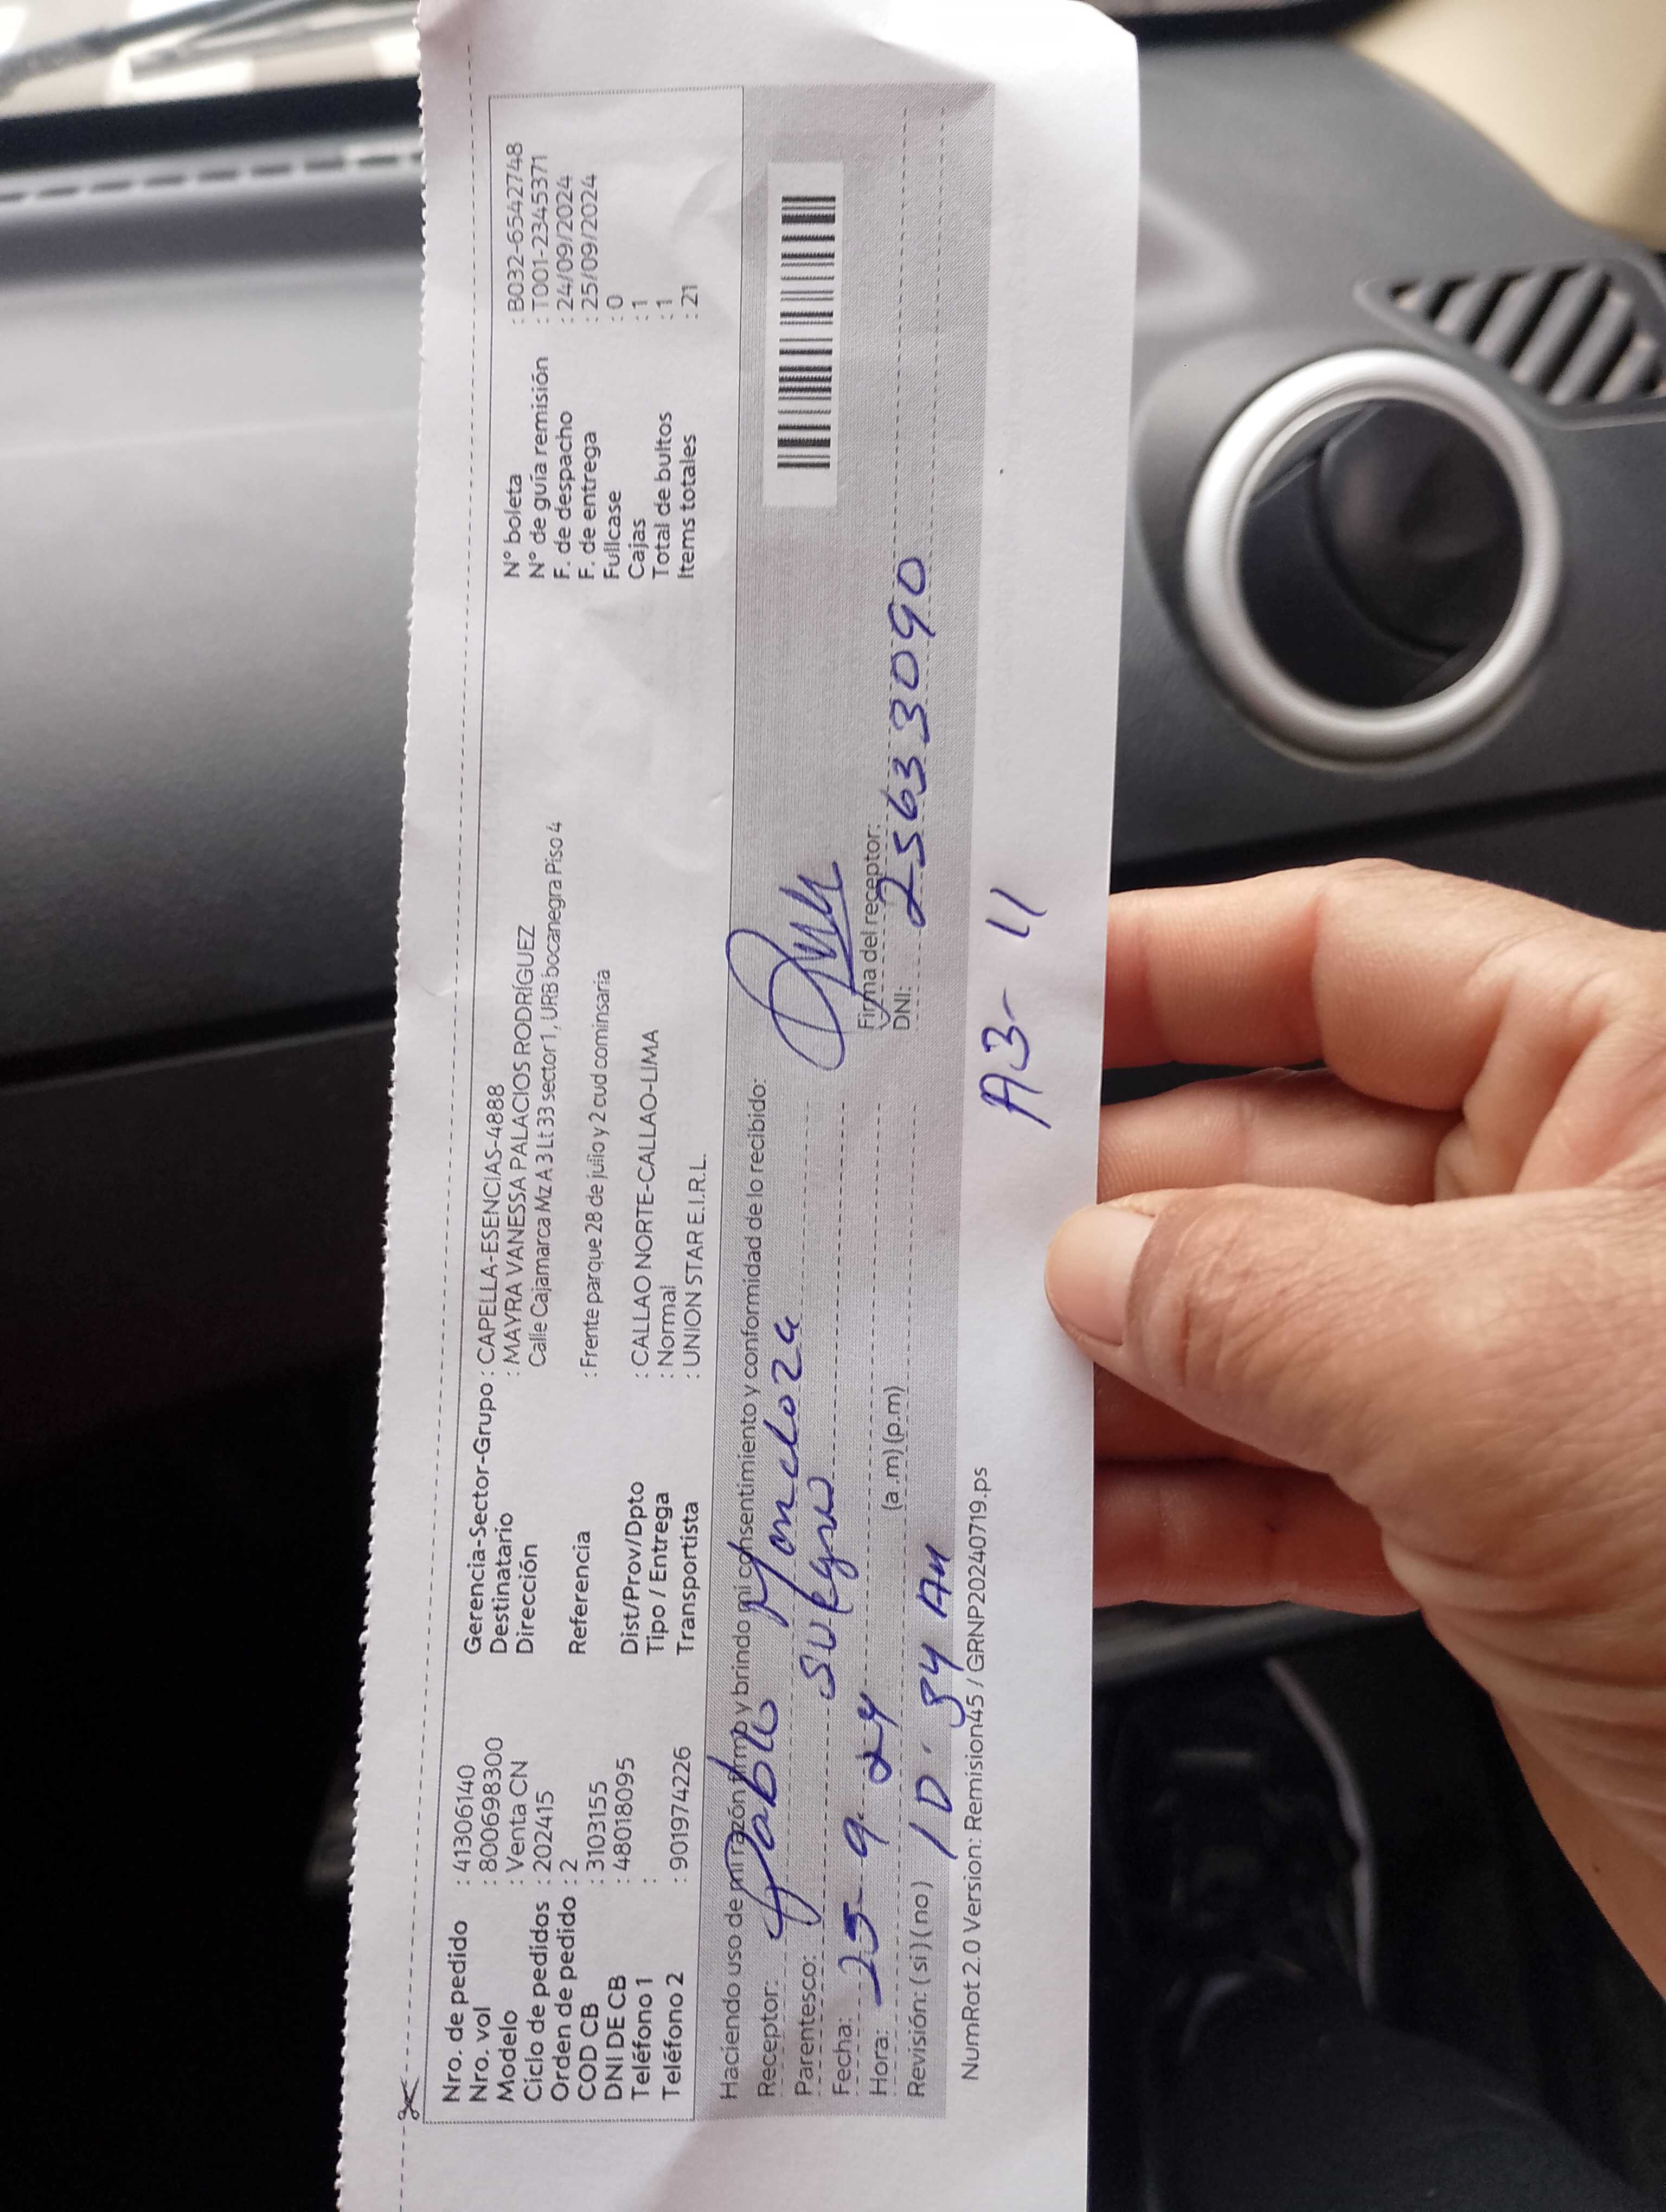 Nro. de pedido : 41306140
Nro. vol : 8006698300
Modelo : Venta CN
Ciclo de pedidos : 202415
Orden de pedido : 2
COD CB : 3103155
DNI DE CB : 48018095
Teléfono 1 :
Teléfono 2 : 901974226
Gerencia-Sector-Grupo : CAPELLA-ESENCIAS-4888
Destinatario : MAYRA VANESSA PALACIOS RODRÍGUEZ
Dirección Calle Cajamarca Mz A 3 Lt 33 sector 1, URB bocanegra Piso 4
Referencia : Frente parque 28 de julio y 2 cud cominsaria
Dist/Prov/Dpto : CALLAO NORTE-CALLAO-LIMA
Tipo / Entrega : Normal
Transportista : UNION STAR E.I.R.L.
N° boleta : B032-6542748
N° de guía remisión : T001-2345371
F. de despacho : 24/09/2024
F. de entrega : 25/09/2024
Fullcase : 0
Cajas : 1
Total de bultos : 1
Items totales : 21
Haciendo uso de mi razón firmo y brindo mi consentimiento y conformidad de lo recibido:
Receptor: Pablo
Parentesco: suegro
Fecha: 25-9-24
Hora: 10.34 AM (a.m) (p.m)
Revisión: (si) (no)
Firma del receptor:
DNI: 25633090
NumRot 2.0 Version: Remision45 / GRNP20240719.ps
A3- 11